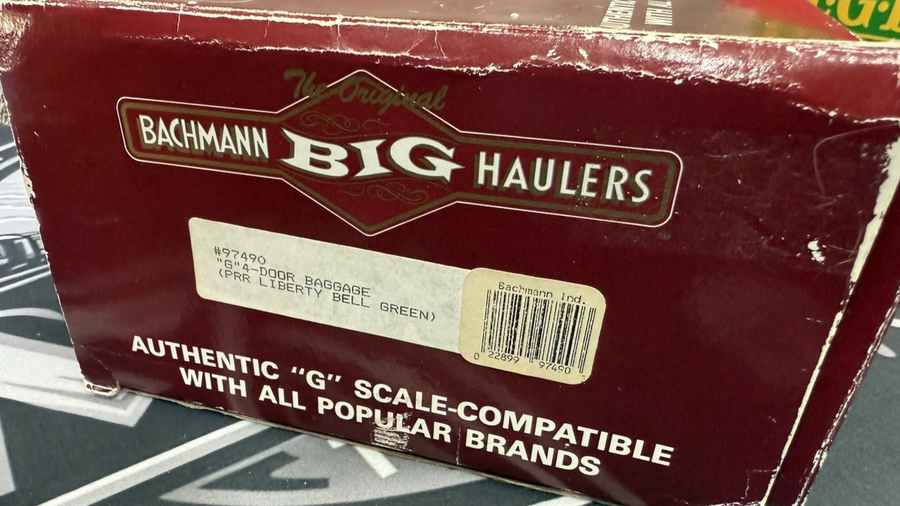 The Original
BACHMANN BIG HAULERS
#97490
"G"4-DOOR BAGGAGE
(PRR LIBERTY BELL GREEN)
Bachmann Ind.
0 22899 97490
AUTHENTIC "G" SCALE-COMPATIBLE
WITH ALL POPULAR BRANDS